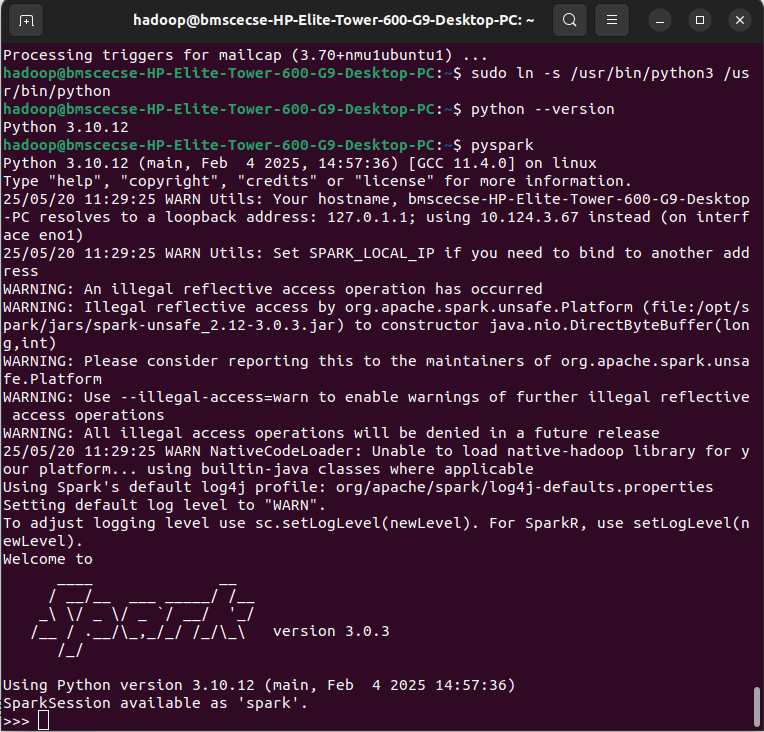 hadoop@bmscecse-HP-Elite-Tower-600-G9-Desktop-PC: ~
Processing triggers for mailcap (3.70+nmu1ubuntu1) ...
hadoop@bmscecse-HP-Elite-Tower-600-G9-Desktop-PC:~$ sudo ln -s /usr/bin/python3 /us
r/bin/python
hadoop@bmscecse-HP-Elite-Tower-600-G9-Desktop-PC:~$ python --version
Python 3.10.12
hadoop@bmscecse-HP-Elite-Tower-600-G9-Desktop-PC:~$ pyspark
Python 3.10.12 (main, Feb  4 2025, 14:57:36) [GCC 11.4.0] on linux
Type "help", "copyright", "credits" or "license" for more information.
25/05/20 11:29:25 WARN Utils: Your hostname, bmscecse-HP-Elite-Tower-600-G9-Desktop
-PC resolves to a loopback address: 127.0.1.1; using 10.124.3.67 instead (on interf
ace eno1)
25/05/20 11:29:25 WARN Utils: Set SPARK_LOCAL_IP if you need to bind to another add
ress
WARNING: An illegal reflective access operation has occurred
WARNING: Illegal reflective access by org.apache.spark.unsafe.Platform (file:/opt/s
park/jars/spark-unsafe_2.12-3.0.3.jar) to constructor java.nio.DirectByteBuffer(lon
g,int)
WARNING: Please consider reporting this to the maintainers of org.apache.spark.unsa
fe.Platform
WARNING: Use --illegal-access=warn to enable warnings of further illegal reflective
 access operations
WARNING: All illegal access operations will be denied in a future release
25/05/20 11:29:25 WARN NativeCodeLoader: Unable to load native-hadoop library for y
our platform... using builtin-java classes where applicable
Using Spark's default log4j profile: org/apache/spark/log4j-defaults.properties
Setting default log level to "WARN".
To adjust logging level use sc.setLogLevel(newLevel). For SparkR, use setLogLevel(n
ewLevel).
Welcome to
      ____              __
     / __/__  ___ _____/ /__
    _\ \/ _ \/ _ `/ __/  '_/
   /__ / .__/\_,_/_/ /_/\_\   version 3.0.3
      /_/
Using Python version 3.10.12 (main, Feb  4 2025 14:57:36)
SparkSession available as 'spark'.
>>>